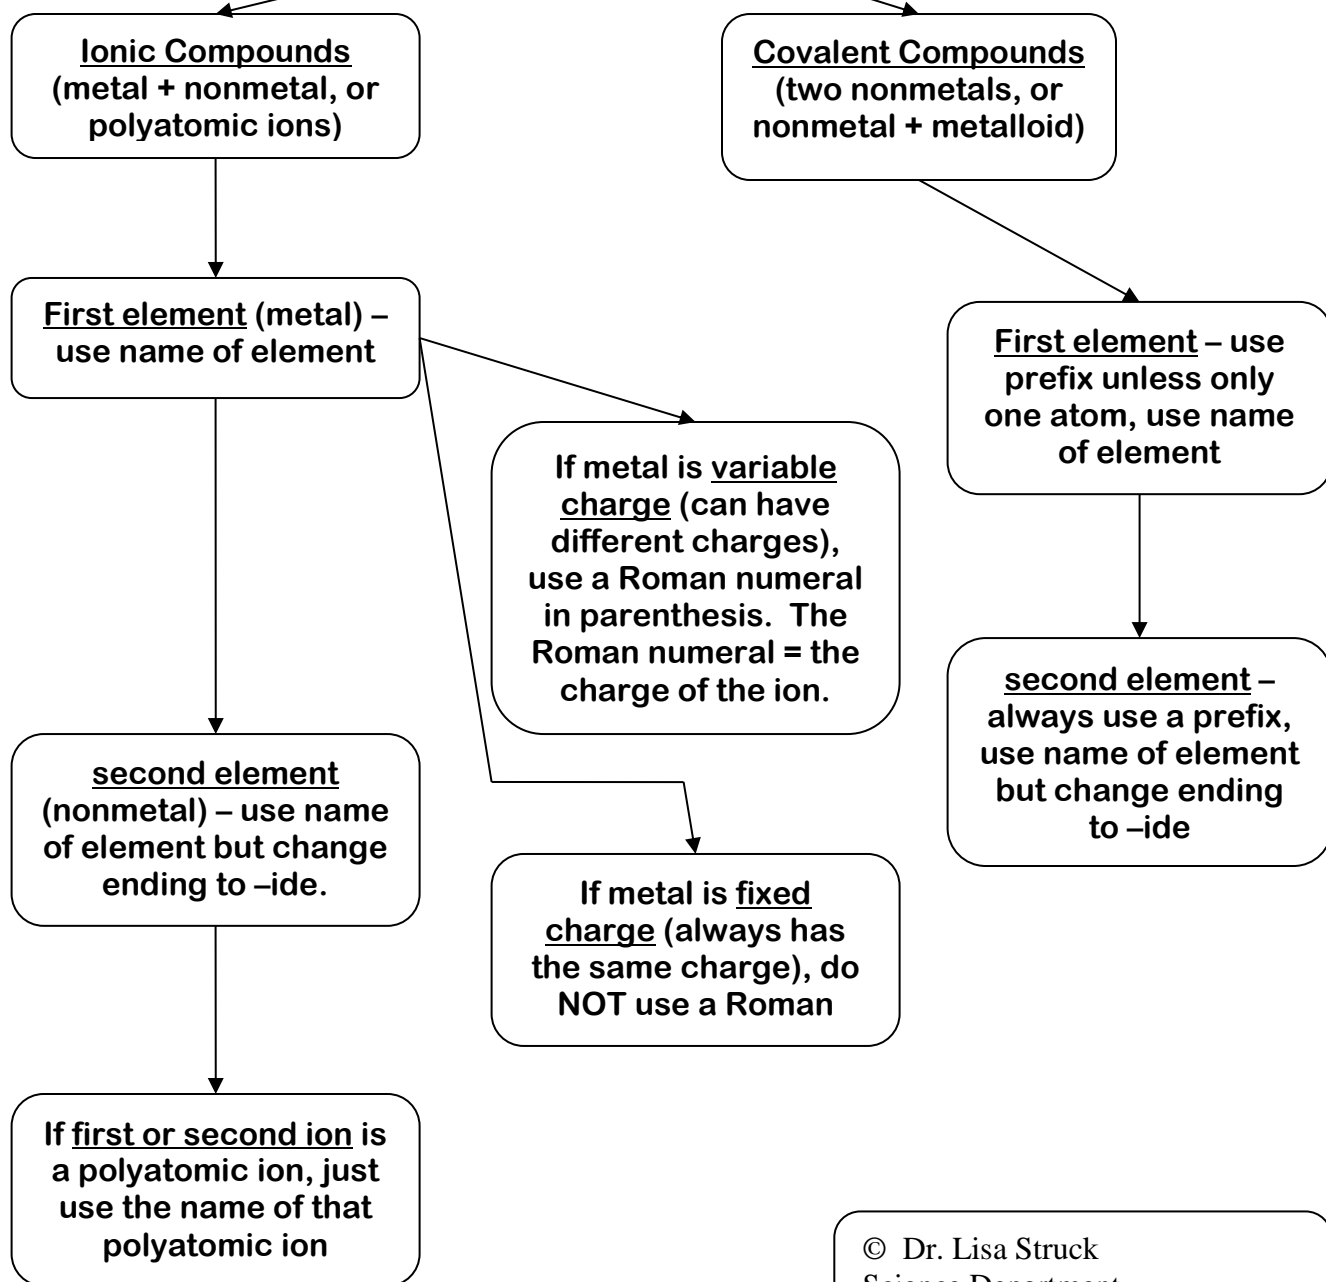 Ionic Compounds
(metal + nonmetal, or
polyatomic ions)
Covalent Compounds
(two nonmetals, or
nonmetal + metalloid)
First element (metal) –
use name of element
First element – use
prefix unless only
one atom, use name
of element
If metal is variable
charge (can have
different charges),
use a Roman numeral
in parenthesis.  The
Roman numeral = the
charge of the ion.
second element –
always use a prefix,
use name of element
but change ending
to –ide
second element
(nonmetal) – use name
of element but change
ending to –ide.
If metal is fixed
charge (always has
the same charge), do
NOT use a Roman
If first or second ion is
a polyatomic ion, just
use the name of that
polyatomic ion
©  Dr. Lisa Struck
Science Department